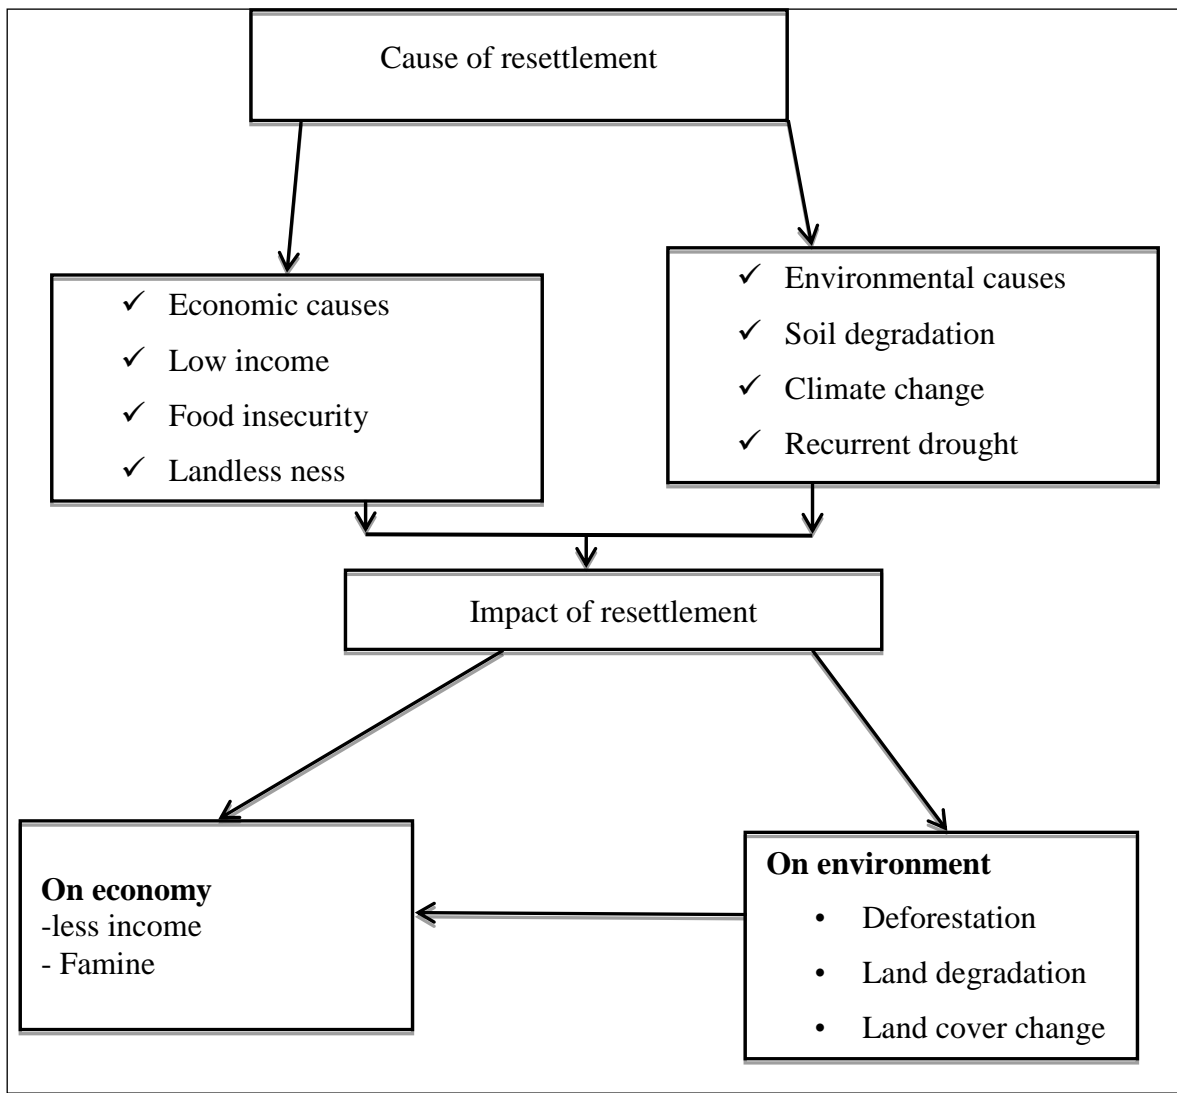 Cause of resettlement
✓ Economic causes
✓ Low income
✓ Food insecurity
✓ Landless ness
✓ Environmental causes
✓ Soil degradation
✓ Climate change
✓ Recurrent drought
Impact of resettlement
On economy
-less income
- Famine
On environment
• Deforestation
• Land degradation
• Land cover change